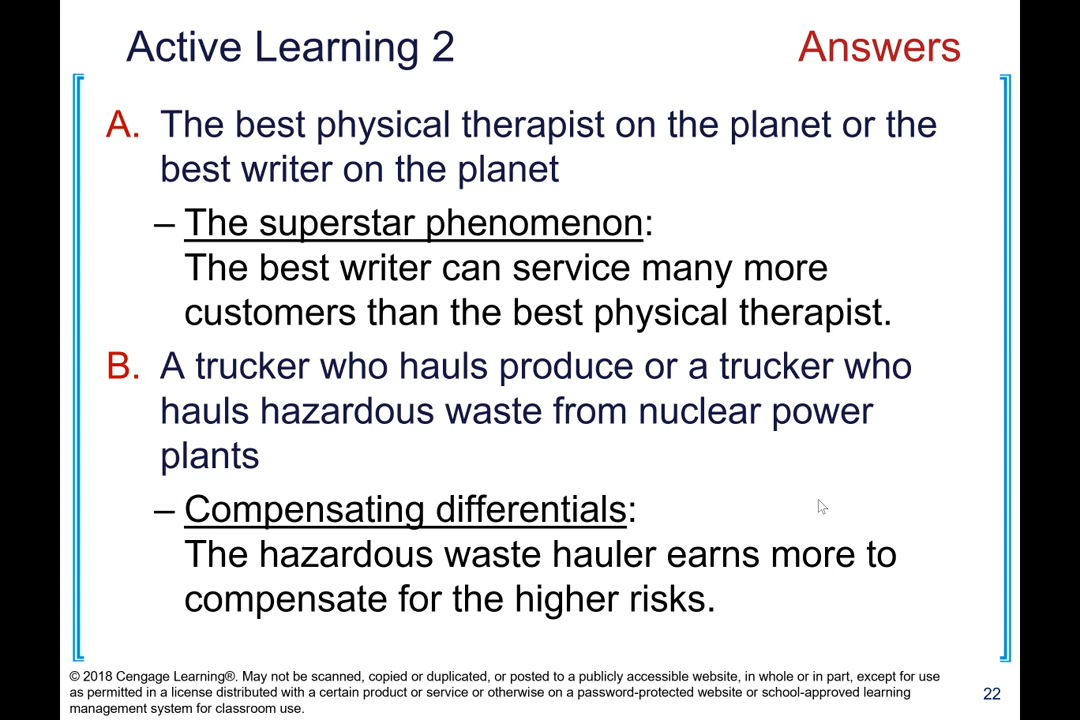 Active Learning 2
Answers
A. The best physical therapist on the planet or the
best writer on the planet
– The superstar phenomenon:
The best writer can service many more
customers than the best physical therapist.
B. A trucker who hauls produce or a trucker who
hauls hazardous waste from nuclear power
plants
– Compensating differentials:
The hazardous waste hauler earns more to
compensate for the higher risks.
© 2018 Cengage Learning®. May not be scanned, copied or duplicated, or posted to a publicly accessible website, in whole or in part, except for use
as permitted in a license distributed with a certain product or service or otherwise on a password-protected website or school-approved learning
management system for classroom use.
22